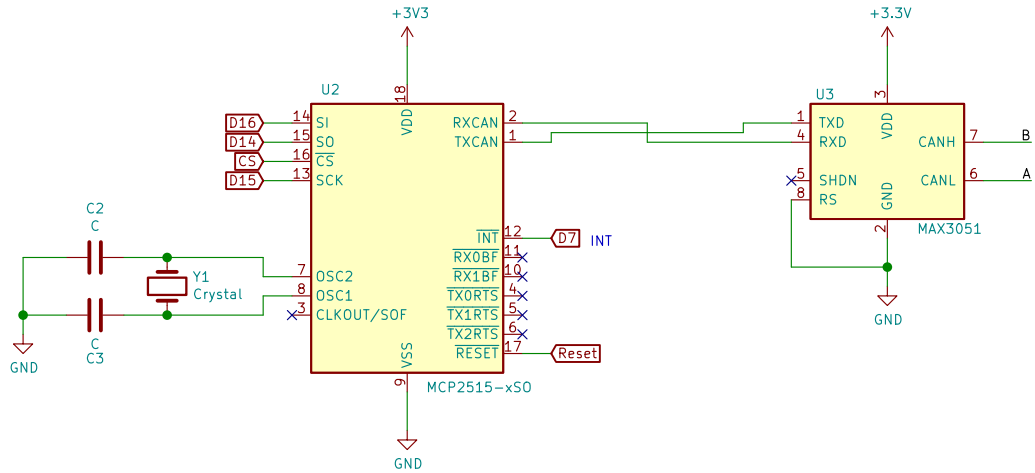 +3V3
+3.3V
U2
U3
18
VDD
3
VDD
D16
14
SI
D14
15
SO
CS
16
CS
D15
13
SCK
RXCAN
2
TXCAN
1
1
TXD
4
RXD
5
SHDN
8
RS
CANH
7
B
CANL
6
A
GND
2
MAX3051
GND
INT
12
D7
INT
RX0BF
11
RX1BF
10
TX0RTS
4
TX1RTS
5
TX2RTS
6
RESET
17
Reset
C2
C
Y1
Crystal
7
OSC2
8
OSC1
3
CLKOUT/SOF
C
C3
GND
VSS
9
MCP2515-xSO
GND